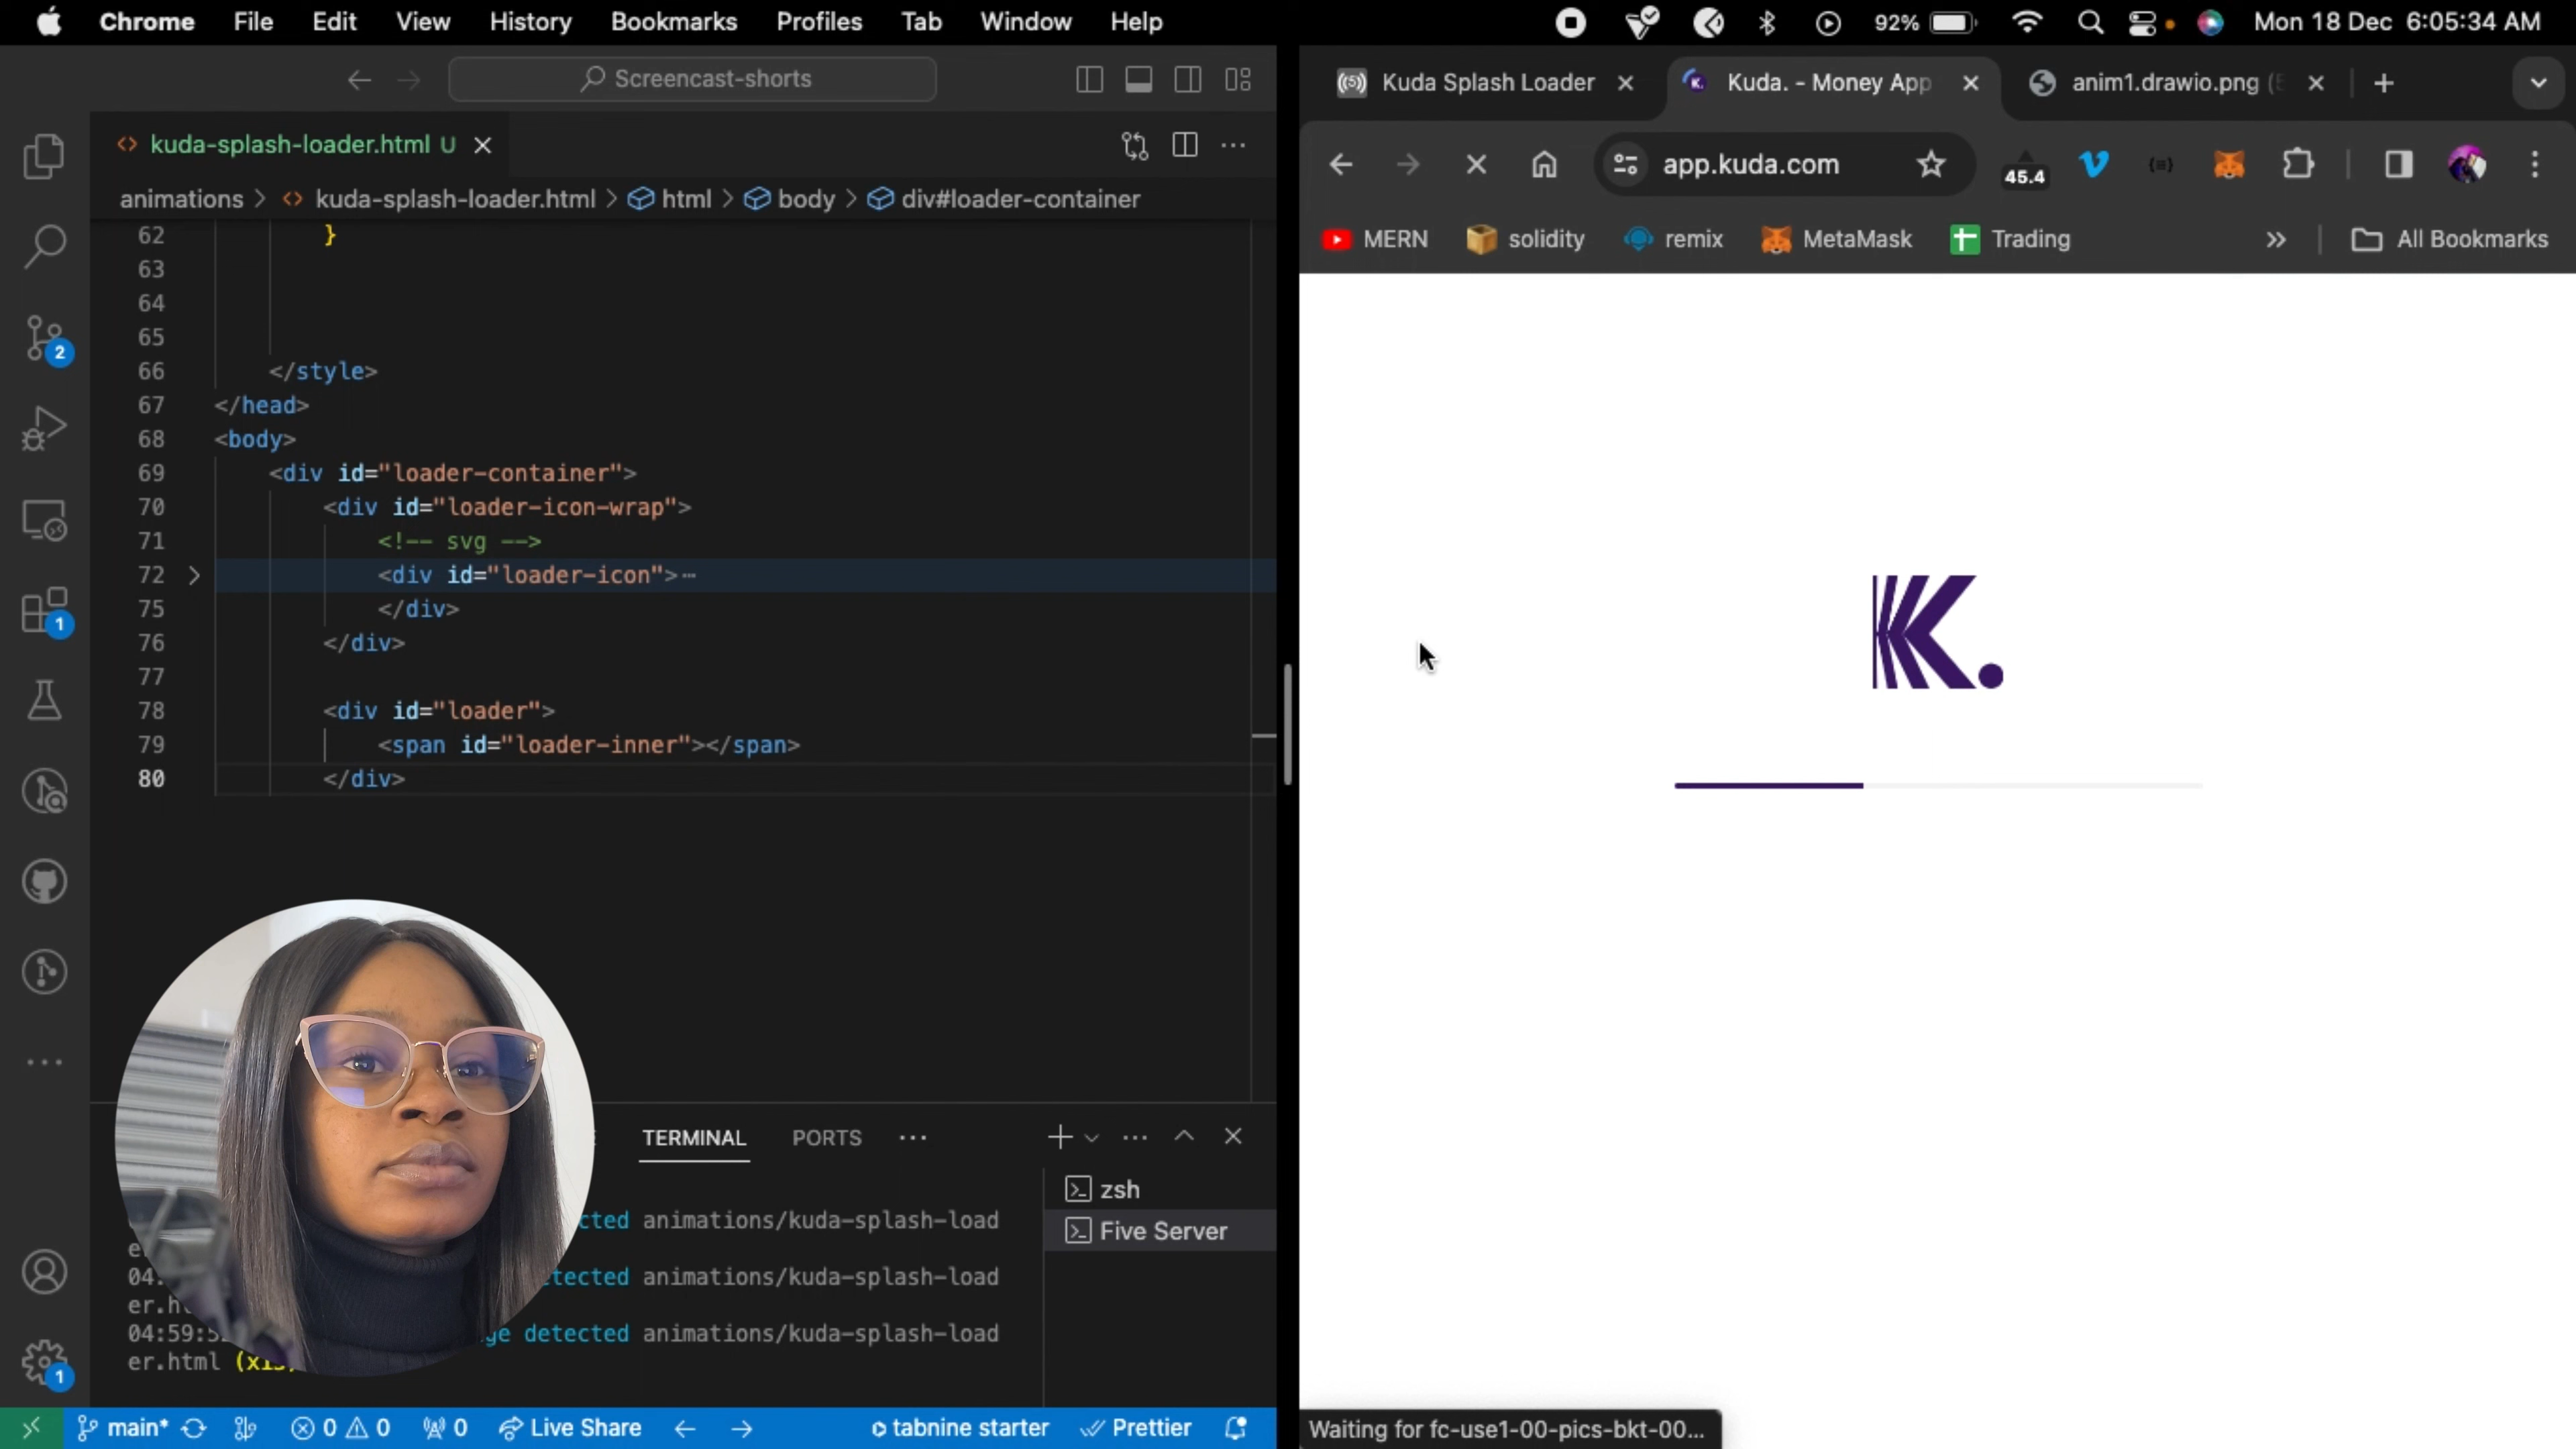 Chrome File Edit View History Bookmarks Profiles Tab Window Help
92% Mon 18 Dec 6:05:34 AM
Screencast-shorts
kuda-splash-loader.html U
animations > kuda-splash-loader.html > html > body > div#loader-container
62 }
63
64
65
66 </style>
67 </head>
68 <body>
69 <div id="loader-container">
70 <div id="loader-icon-wrap">
71 <!-- svg -->
72 <div id="loader-icon">⋯
75 </div>
76 </div>
77
78 <div id="loader">
79 <span id="loader-inner"></span>
80 </div>
2
1
1
TERMINAL PORTS
zsh
Five Server
cted animations/kuda-splash-load
etected animations/kuda-splash-load
ge detected animations/kuda-splash-load
er.html
main* 0 0 0 Live Share tabnine starter Prettier
Kuda Splash Loader
Kuda. - Money App
anim1.drawio.png
app.kuda.com
45.4
MERN solidity remix MetaMask Trading
All Bookmarks
K.
Waiting for fc-use1-00-pics-bkt-00...